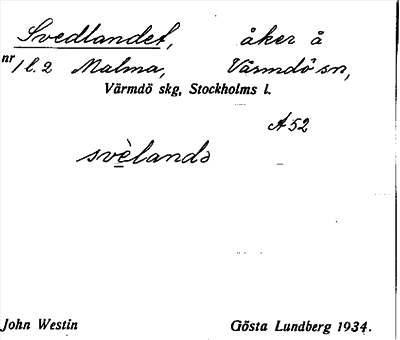 Svedlandet, åker å
nr 1 l. 2 Malma, Värmdö sn,
Värmdö skg, Stockholms l.
A 52
svèlandə
John Westin Gösta Lundberg 1934.